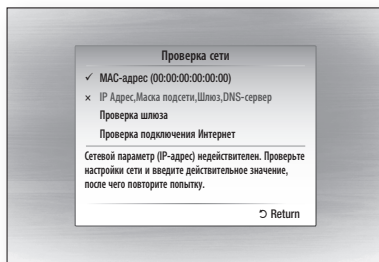 Проверка сети
✓ МАС-адрес (00:00:00:00:00:00)
× IP Адрес,Маска подсети,Шлюз,DNS-сервер
Проверка шлюза
Проверка подключения Интернет
Сетевой параметр (IP-адрес) недействителен. Проверьте
настройки сети и введите действительное значение,
после чего повторите попытку.
Return